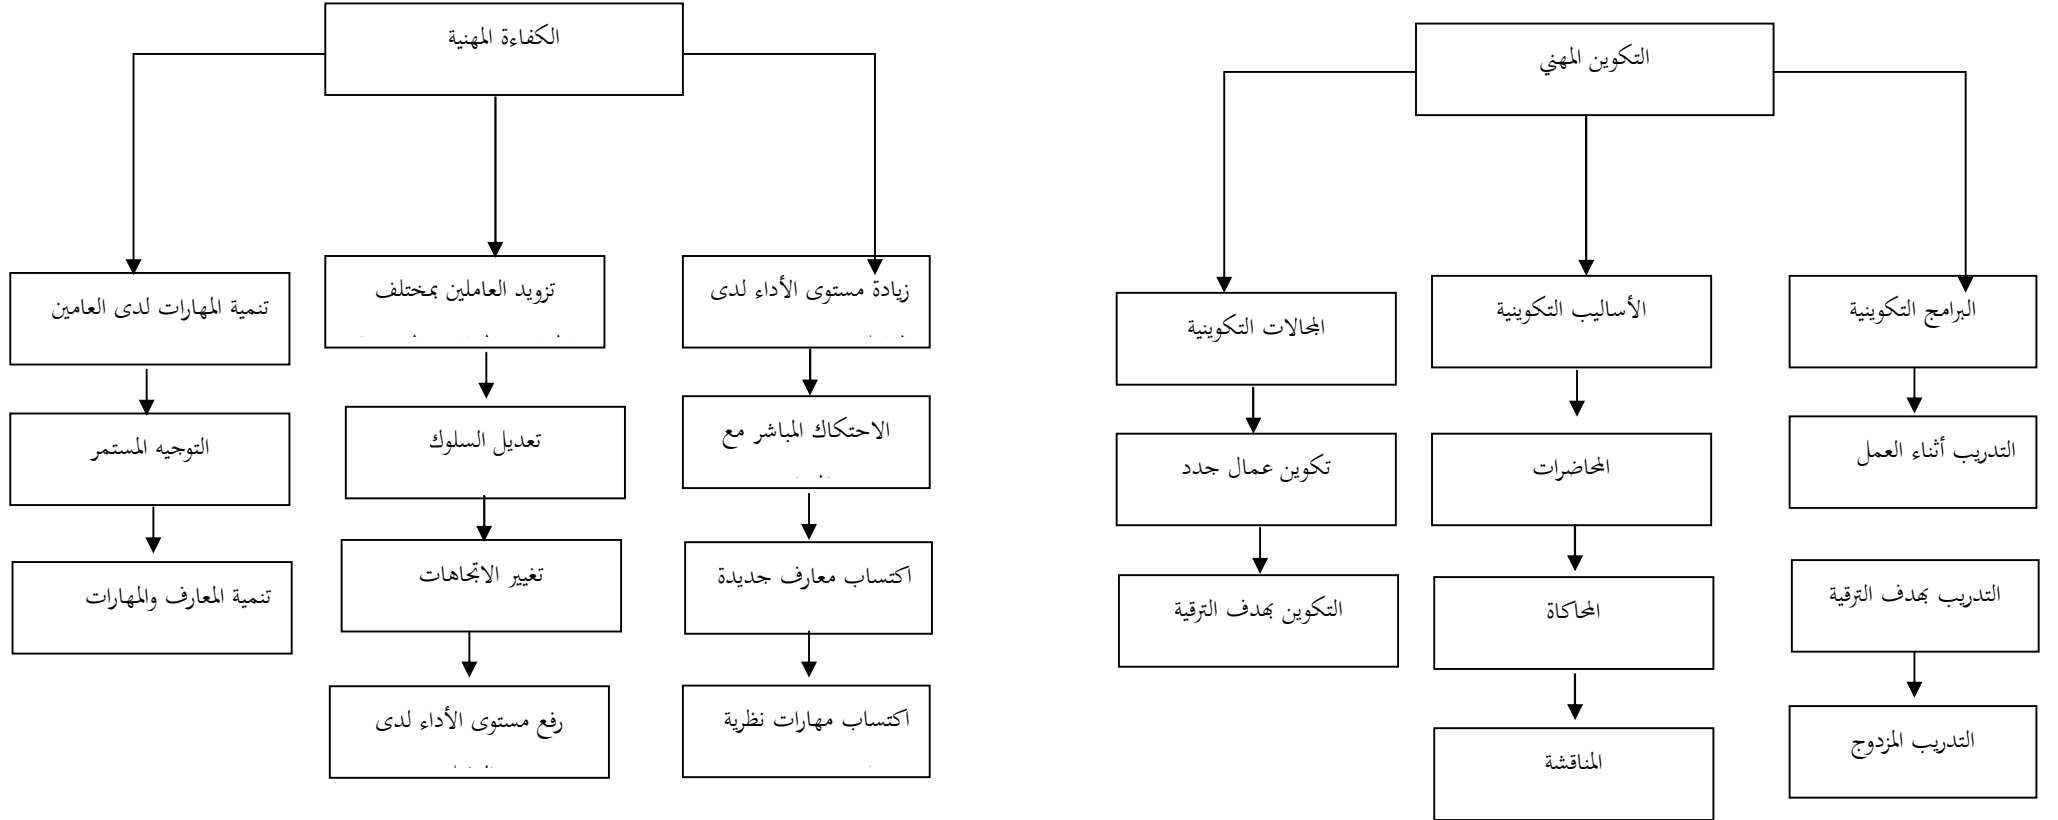 التكوين المهني
البرامج التكوينية
التدريب أثناء العمل
التدريب بهدف الترقية
التدريب المزدوج
الأساليب التكوينية
المحاضرات
المحاكاة
المناقشة
المجالات التكوينية
تكوين عمال جدد
التكوين بهدف الترقية
الكفاءة المهنية
زيادة مستوى الأداء لدى
الاحتكاك المباشر مع
اكتساب معارف جديدة
اكتساب مهارات نظرية
تزويد العاملين بمختلف
تعديل السلوك
تغيير الاتجاهات
رفع مستوى الأداء لدى
تنمية المهارات لدى العامين
التوجيه المستمر
تنمية المعارف والمهارات